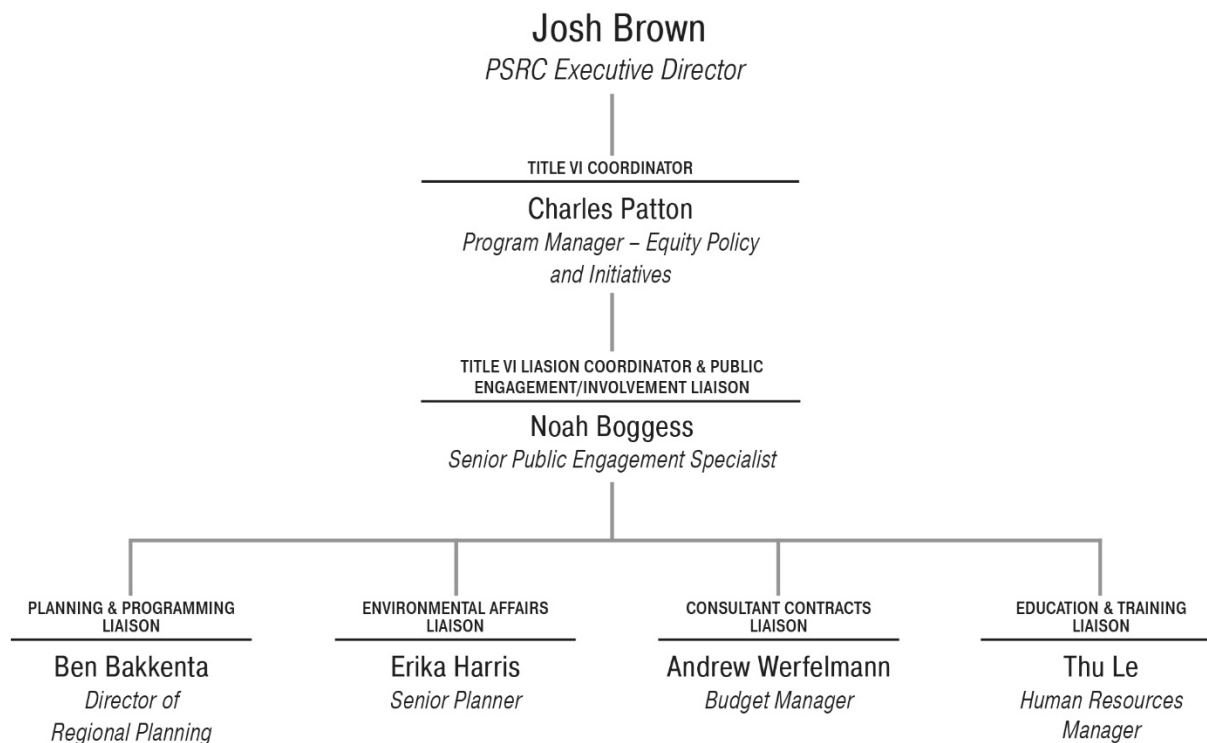 Josh Brown
PSRC Executive Director
TITLE VI COORDINATOR
Charles Patton
Program Manager – Equity Policy
and Initiatives
TITLE VI LIASION COORDINATOR & PUBLIC
ENGAGEMENT/INVOLVEMENT LIAISON
Noah Boggess
Senior Public Engagement Specialist
PLANNING & PROGRAMMING
LIAISON
Ben Bakkenta
Director of
Regional Planning
ENVIRONMENTAL AFFAIRS
LIAISON
Erika Harris
Senior Planner
CONSULTANT CONTRACTS
LIAISON
Andrew Werfelmann
Budget Manager
EDUCATION & TRAINING
LIAISON
Thu Le
Human Resources
Manager